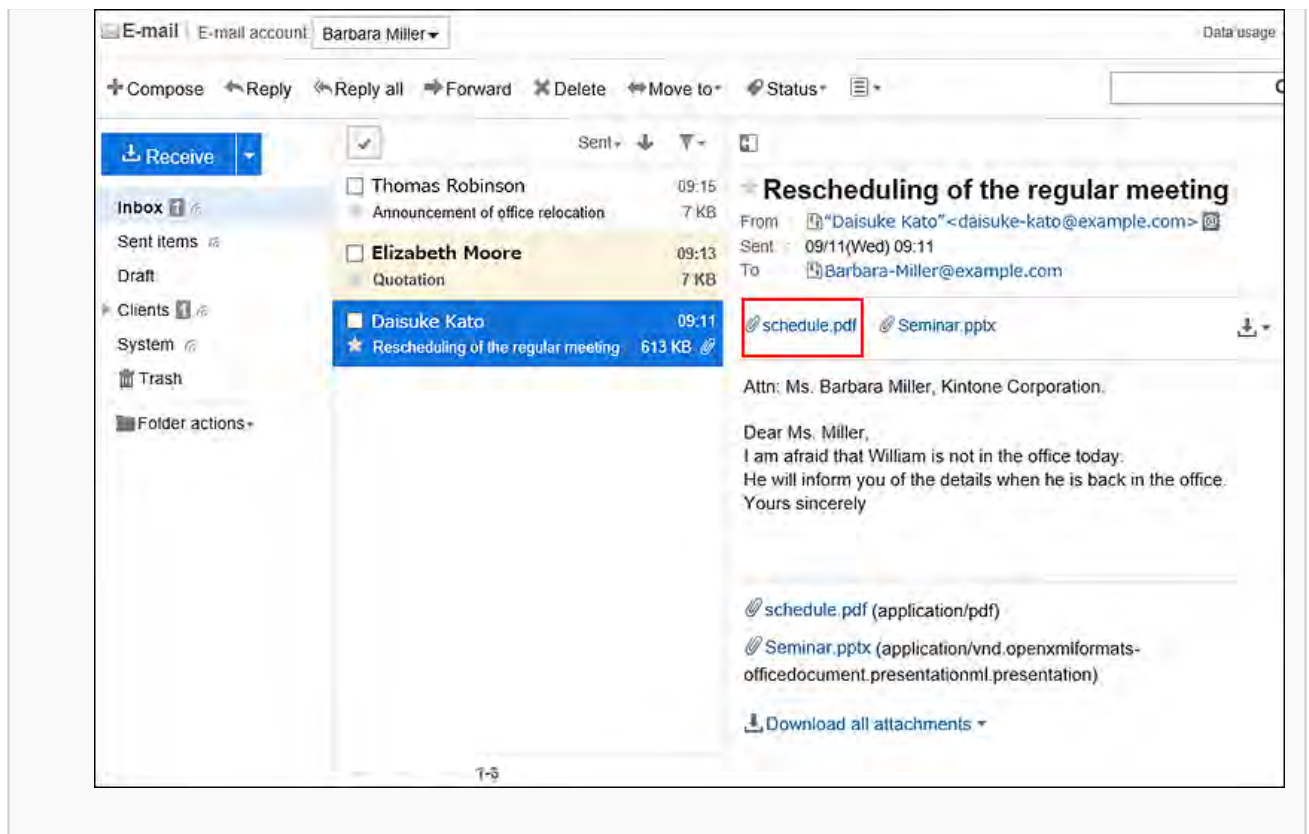 E-mail E-mail account Barbara Miller Data usage
Compose Reply Reply all Forward Delete Move to Status
Receive
Inbox 1
Sent items
Draft
Clients 1
System
Trash
Folder actions
Sent
Thomas Robinson 09:15
Announcement of office relocation 7 KB
Elizabeth Moore 09:13
Quotation 7 KB
Daisuke Kato 09:11
Rescheduling of the regular meeting 613 KB
1-3
Rescheduling of the regular meeting
From "Daisuke Kato"<daisuke-kato@example.com>
Sent : 09/11(Wed) 09:11
To Barbara-Miller@example.com
schedule.pdf Seminar.pptx
Attn: Ms. Barbara Miller, Kintone Corporation.
Dear Ms. Miller,
I am afraid that William is not in the office today.
He will inform you of the details when he is back in the office.
Yours sincerely
schedule.pdf (application/pdf)
Seminar.pptx (application/vnd.openxmlformats-
officedocument.presentationml.presentation)
Download all attachments